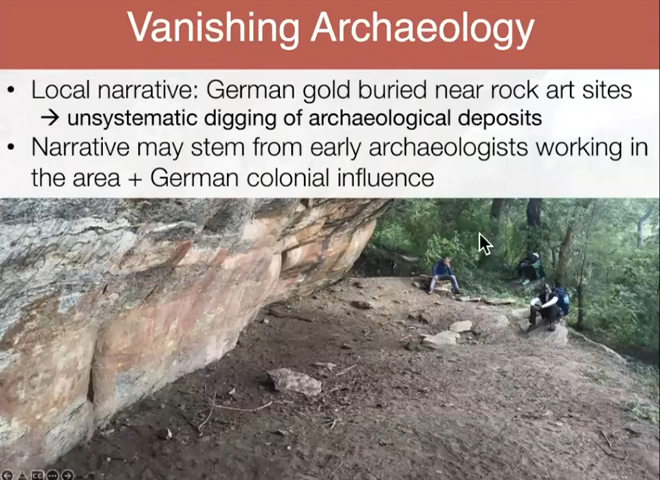 Vanishing Archaeology
• Local narrative: German gold buried near rock art sites
→ unsystematic digging of archaeological deposits
• Narrative may stem from early archaeologists working in
the area + German colonial influence